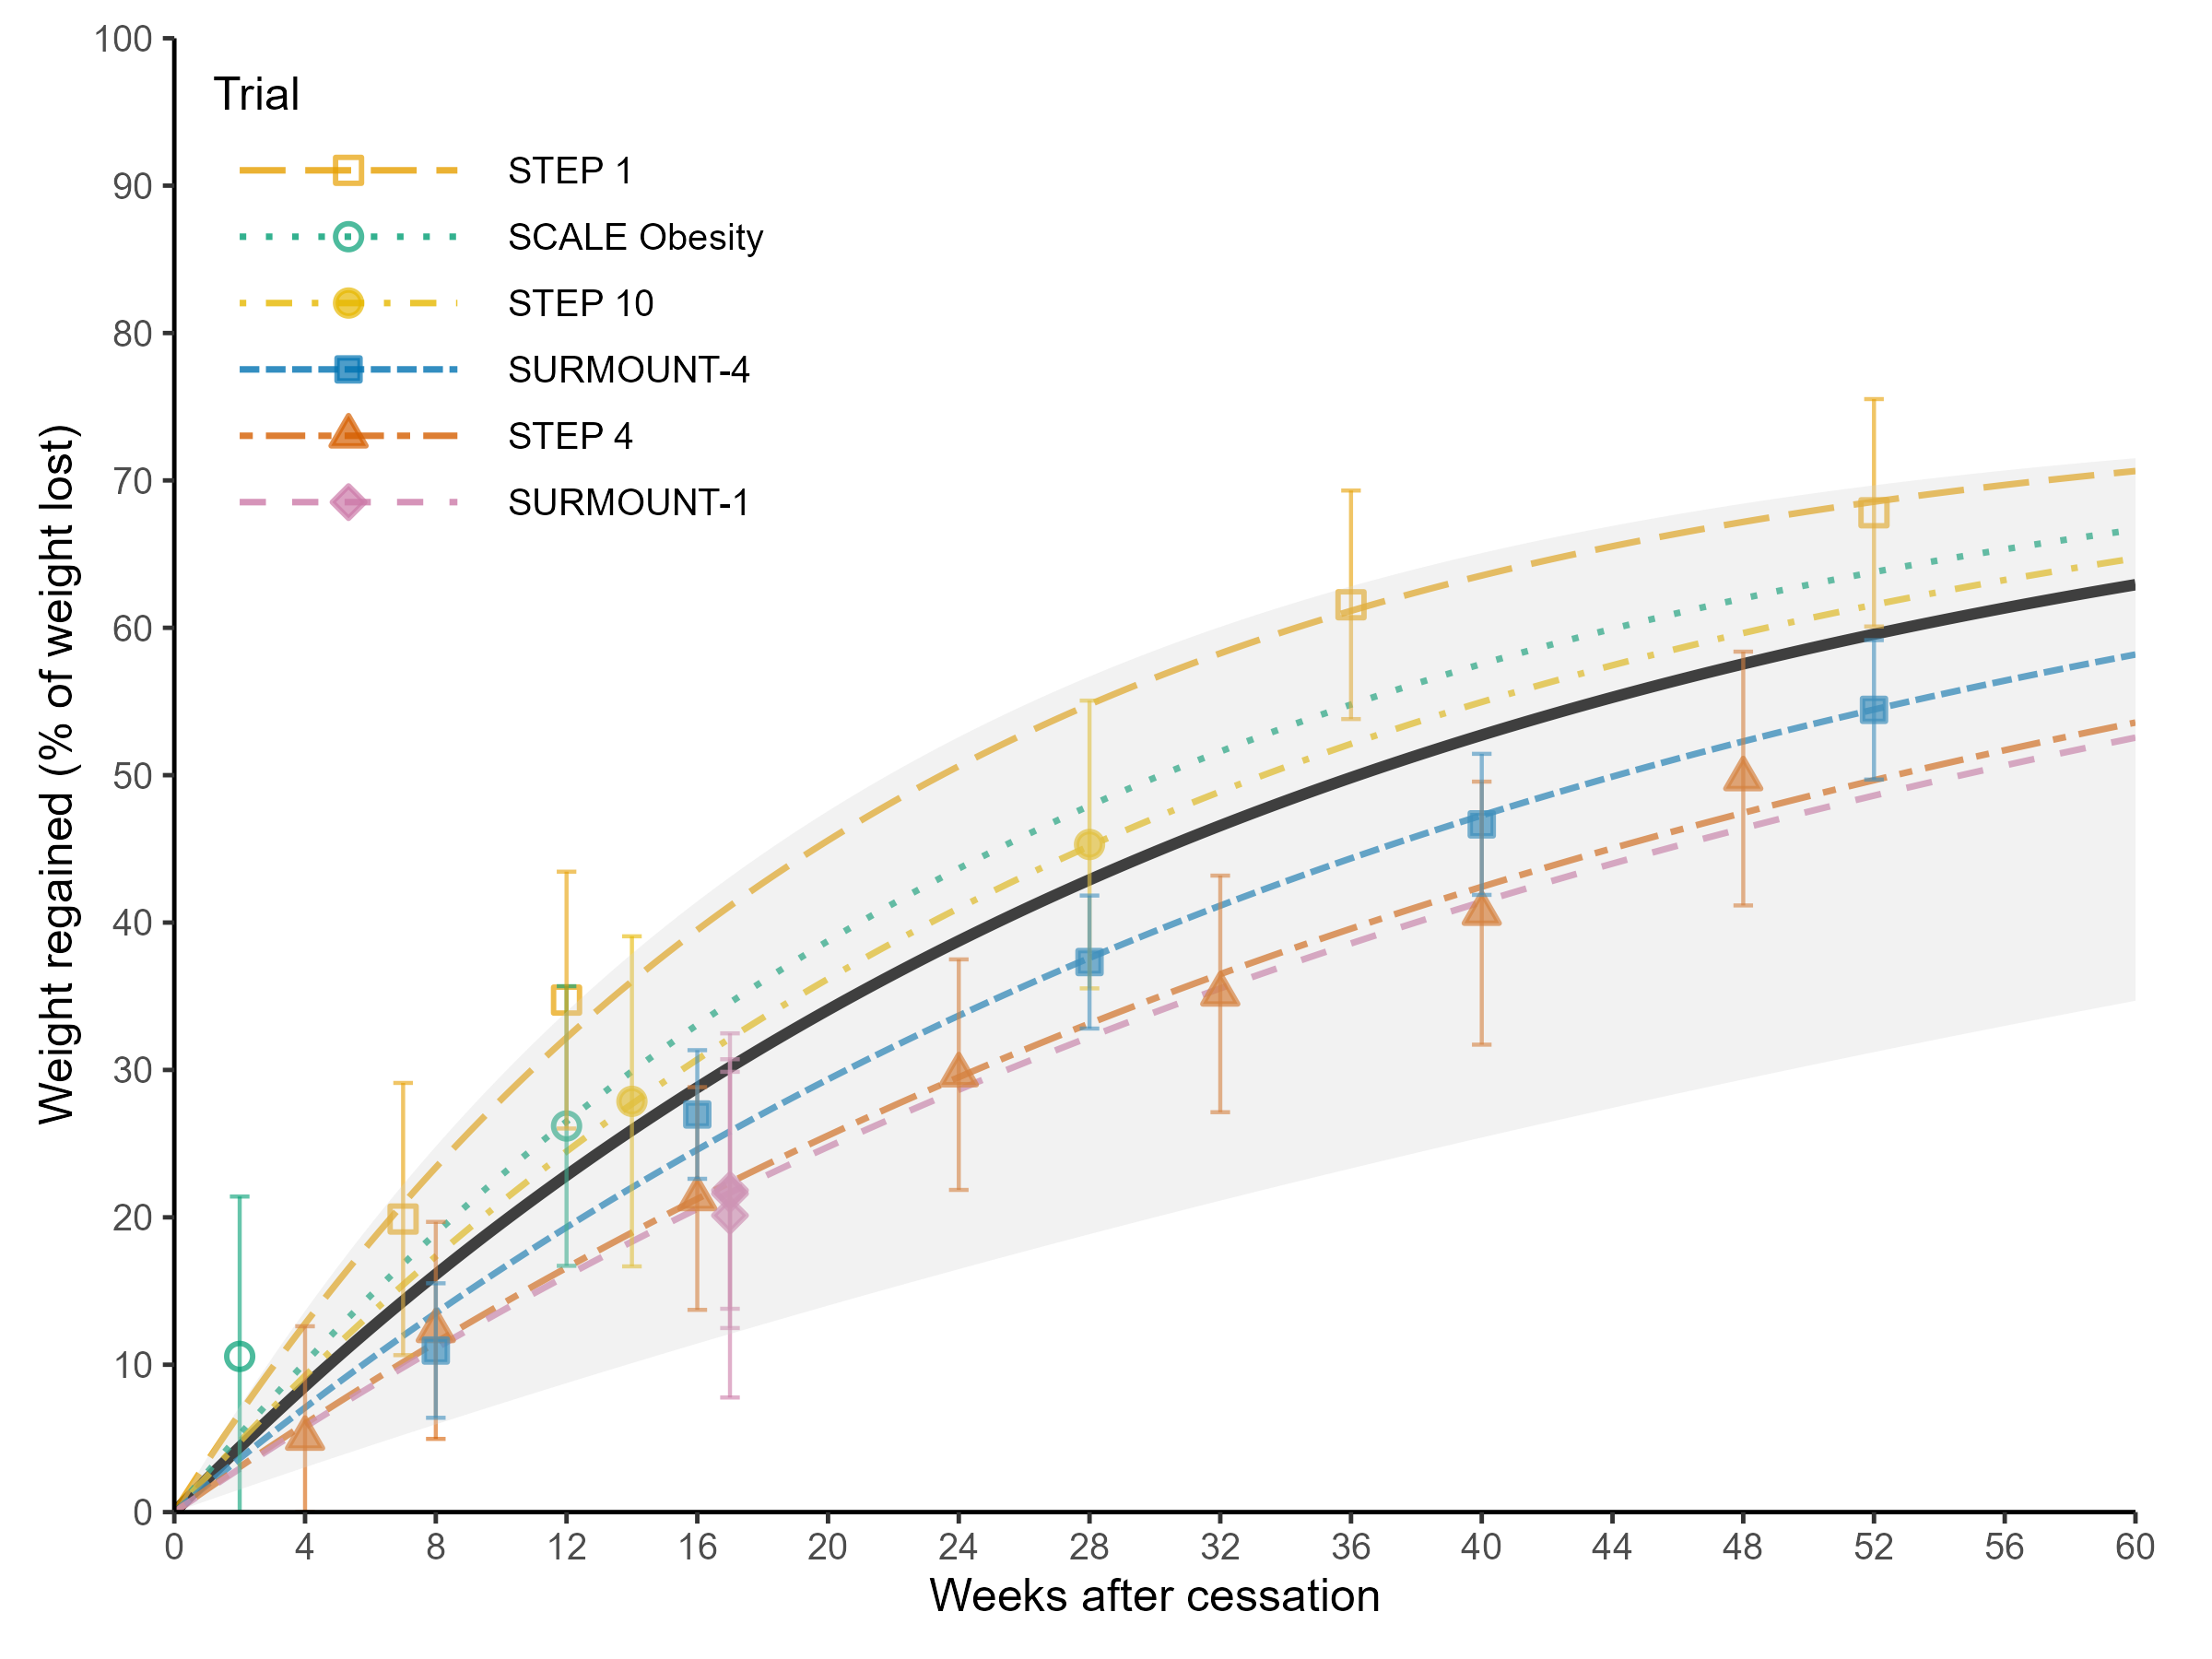 Trial
STEP 1
SCALE Obesity
STEP 10
SURMOUNT-4
STEP 4
SURMOUNT-1
Weight regained (% of weight lost)
100
90
80
70
60
50
40
30
20
10
0
0 4 8 12 16 20 24 28 32 36 40 44 48 52 56 60
Weeks after cessation